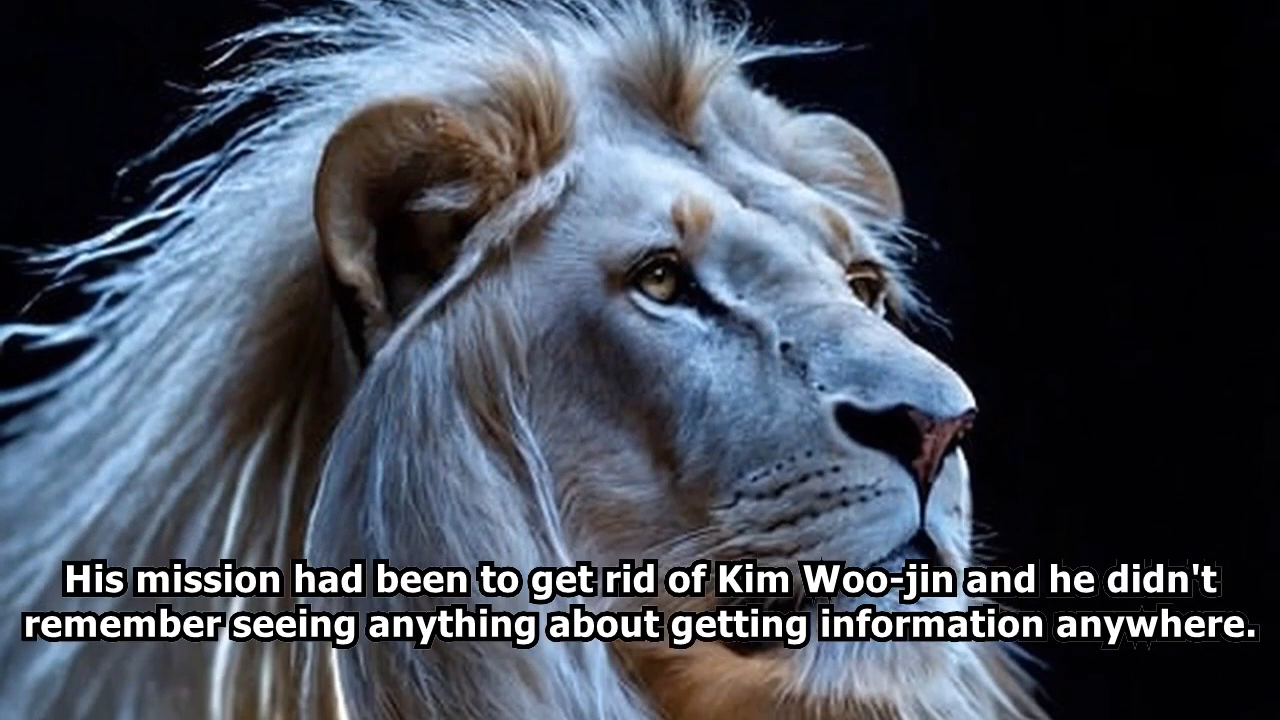 His mission had been to get rid of Kim Woo-jin and he didn't
remember seeing anything about getting information anywhere.